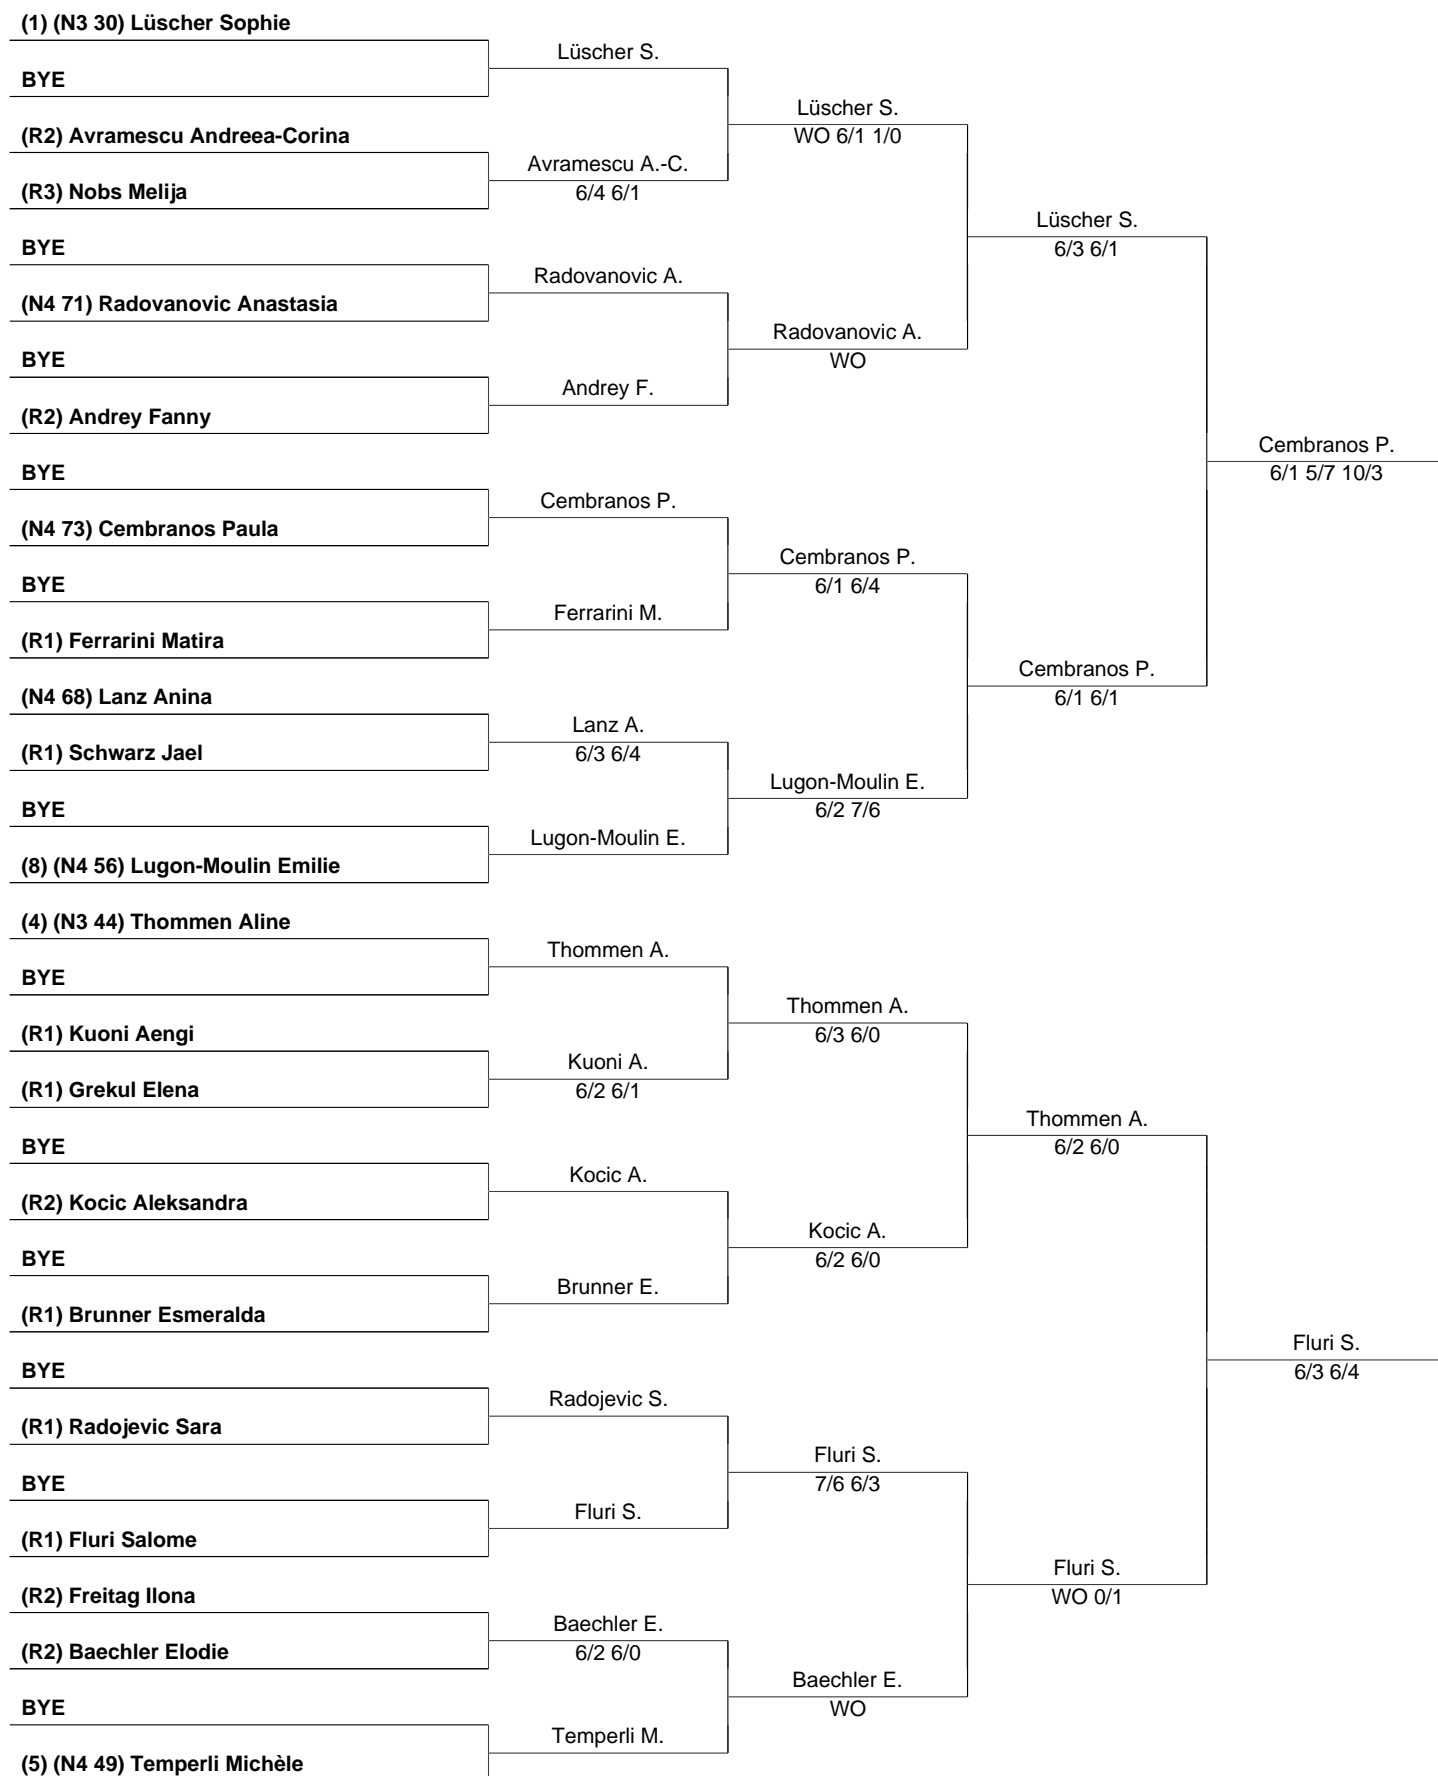 (1) (N3 30) Lüscher Sophie
BYE
(R2) Avramescu Andreea-Corina
(R3) Nobs Melija
BYE
(N4 71) Radovanovic Anastasia
BYE
(R2) Andrey Fanny
BYE
(N4 73) Cembranos Paula
BYE
(R1) Ferrarini Matira
(N4 68) Lanz Anina
(R1) Schwarz Jael
BYE
(8) (N4 56) Lugon-Moulin Emilie
(4) (N3 44) Thommen Aline
BYE
(R1) Kuoni Aengi
(R1) Grekul Elena
BYE
(R2) Kocic Aleksandra
BYE
(R1) Brunner Esmeralda
BYE
(R1) Radojevic Sara
BYE
(R1) Fluri Salome
(R2) Freitag Ilona
(R2) Baechler Elodie
BYE
(5) (N4 49) Temperli Michèle
Lüscher S.
Avramescu A.-C.
6/4 6/1
Radovanovic A.
Andrey F.
Cembranos P.
Ferrarini M.
Lanz A.
6/3 6/4
Lugon-Moulin E.
Thommen A.
Kuoni A.
6/2 6/1
Kocic A.
Brunner E.
Radojevic S.
Fluri S.
Baechler E.
6/2 6/0
Temperli M.
Lüscher S.
WO 6/1 1/0
Radovanovic A.
WO
Cembranos P.
6/1 6/4
Lugon-Moulin E.
6/2 7/6
Thommen A.
6/3 6/0
Kocic A.
6/2 6/0
Fluri S.
7/6 6/3
Baechler E.
WO
Lüscher S.
6/3 6/1
Cembranos P.
6/1 6/1
Thommen A.
6/2 6/0
Fluri S.
WO 0/1
Cembranos P.
6/1 5/7 10/3
Fluri S.
6/3 6/4